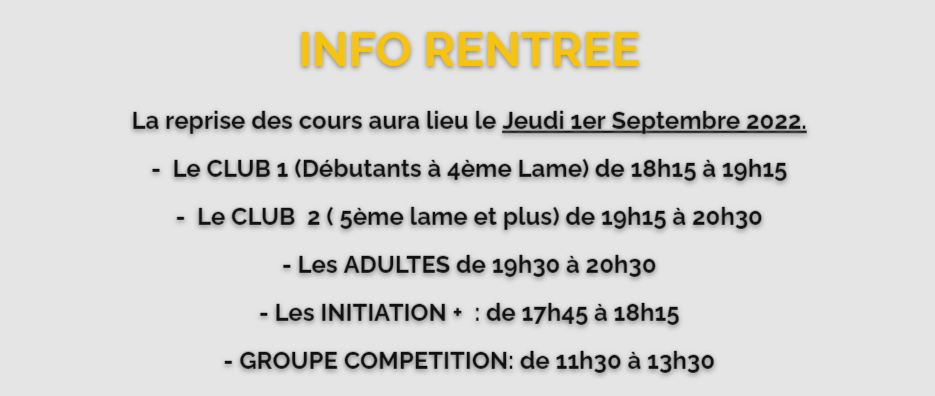 INFO RENTREE
La reprise des cours aura lieu le Jeudi 1er Septembre 2022.
- Le CLUB 1 (Débutants à 4ème Lame) de 18h15 à 19h15
- Le CLUB 2 ( 5ème lame et plus) de 19h15 à 20h30
- Les ADULTES de 19h30 à 20h30
- Les INITIATION + : de 17h45 à 18h15
- GROUPE COMPETITION: de 11h30 à 13h30